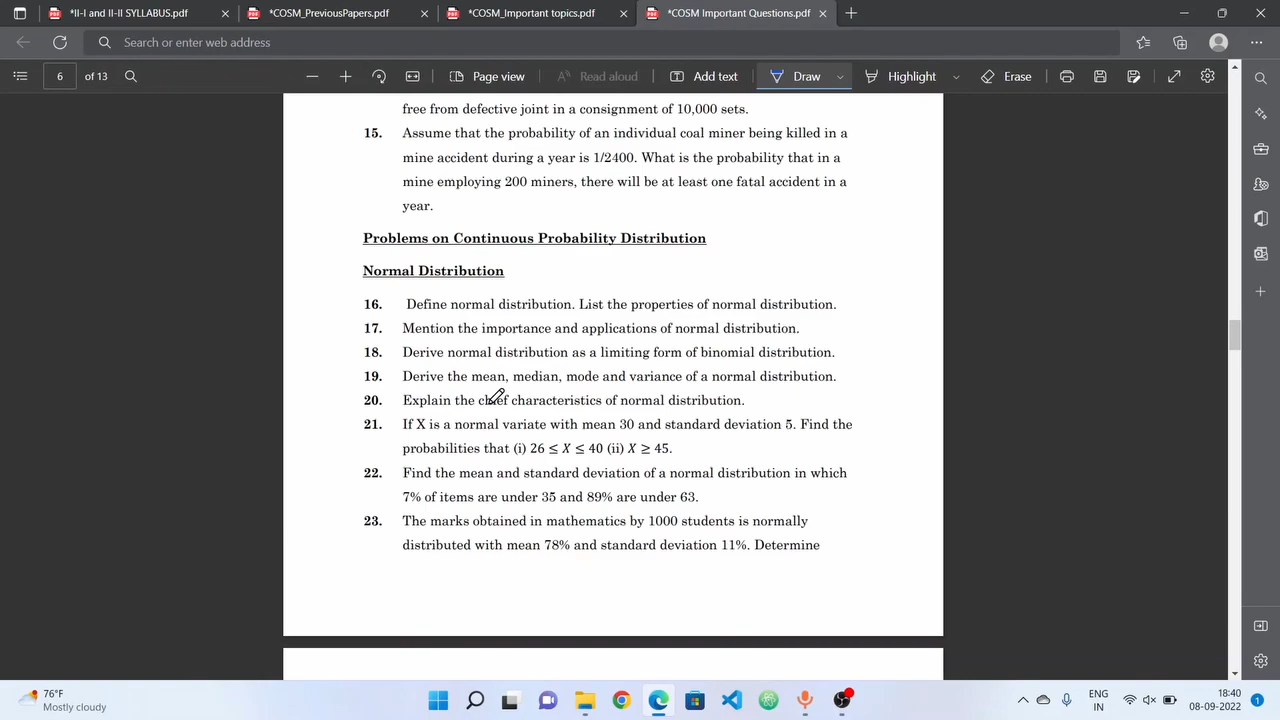 *II-I and II-II SYLLABUS.pdf
*COSM_PreviousPapers.pdf
*COSM_Important topics.pdf
*COSM Important Questions.pdf
Search or enter web address
6 of 13
Page view
Read aloud
Add text
Draw
Highlight
Erase
free from defective joint in a consignment of 10,000 sets.
15. Assume that the probability of an individual coal miner being killed in a
mine accident during a year is 1/2400. What is the probability that in a
mine employing 200 miners, there will be at least one fatal accident in a
year.
Problems on Continuous Probability Distribution
Normal Distribution
16. Define normal distribution. List the properties of normal distribution.
17. Mention the importance and applications of normal distribution.
18. Derive normal distribution as a limiting form of binomial distribution.
19. Derive the mean, median, mode and variance of a normal distribution.
20. Explain the chief characteristics of normal distribution.
21. If X is a normal variate with mean 30 and standard deviation 5. Find the
probabilities that (i) 26 ≤ X ≤ 40 (ii) X ≥ 45.
22. Find the mean and standard deviation of a normal distribution in which
7% of items are under 35 and 89% are under 63.
23. The marks obtained in mathematics by 1000 students is normally
distributed with mean 78% and standard deviation 11%. Determine
76°F
Mostly cloudy
ENG
IN
18:40
08-09-2022
1